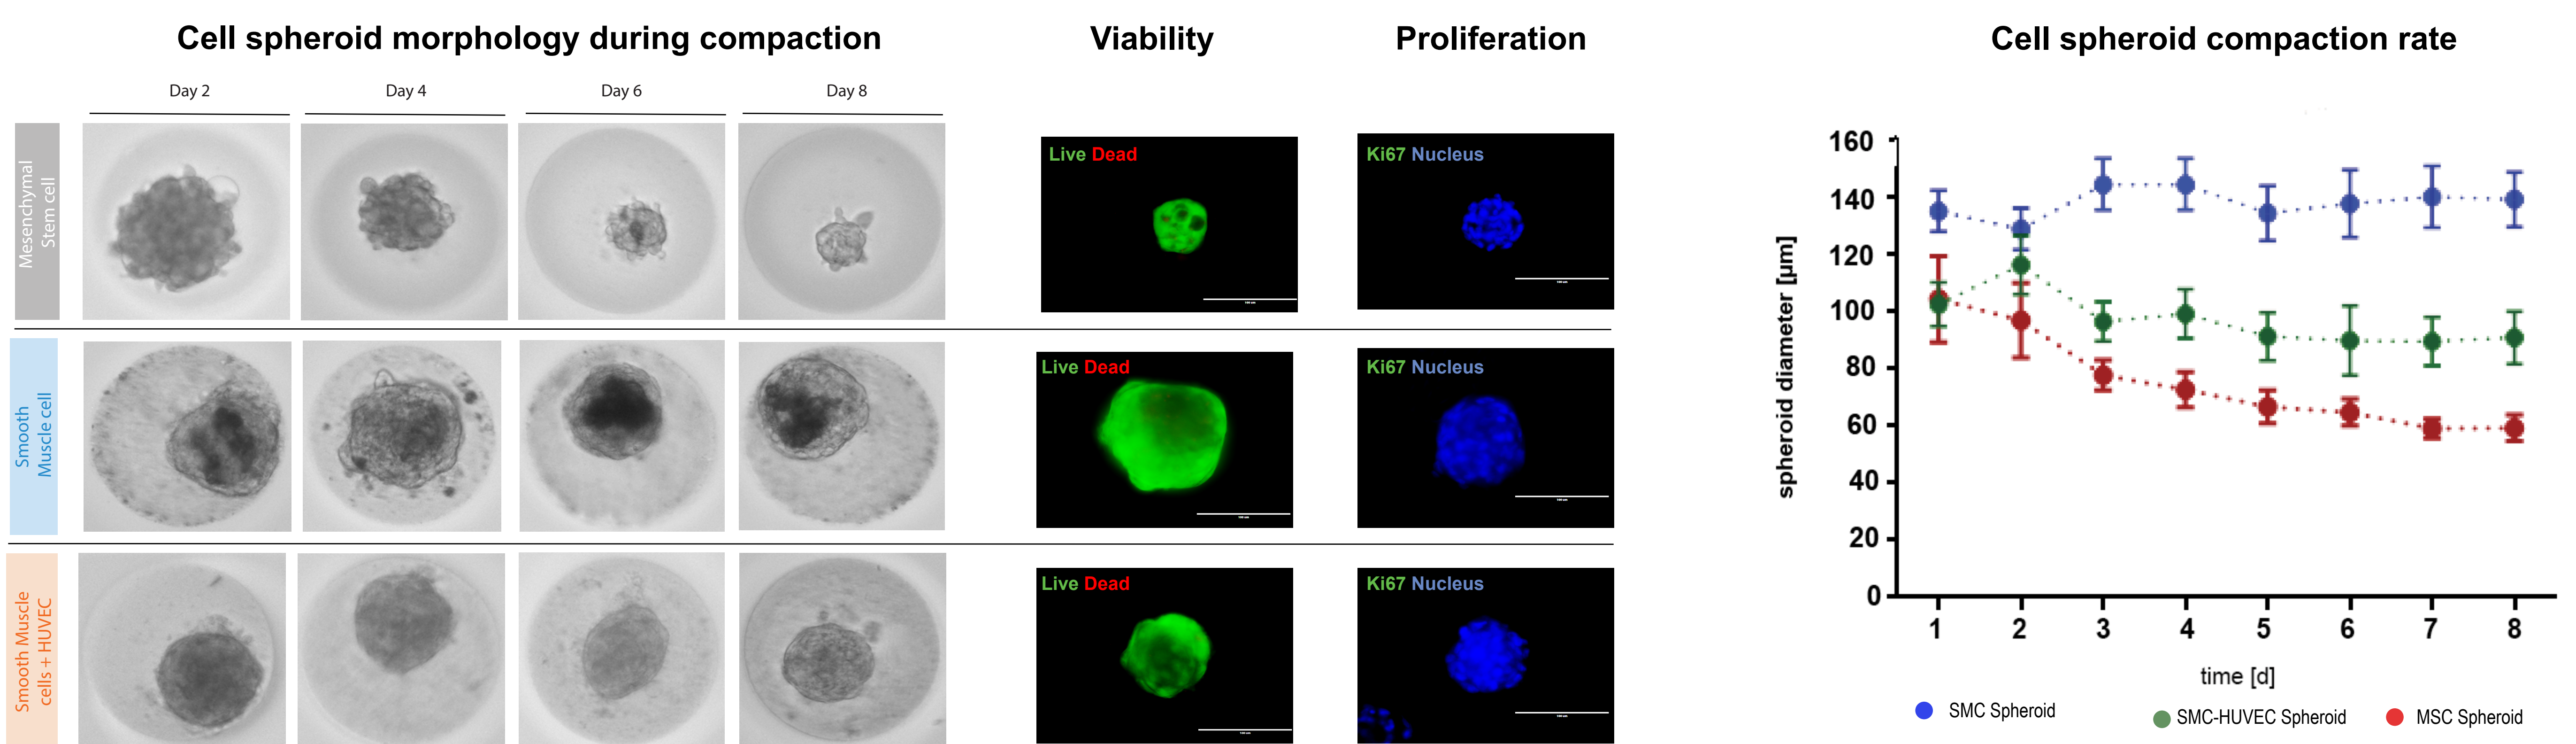 Cell spheroid morphology during compaction
Viability
Proliferation
Cell spheroid compaction rate
Day 2
Day 4
Day 6
Day 8
Mesenchymal
Stem cell
Live Dead
Ki67 Nucleus
Smooth
Muscle cell
Live Dead
Ki67 Nucleus
Smooth Muscle
cells + HUVEC
Live Dead
Ki67 Nucleus
spheroid diameter [µm]
160
140
120
100
80
60
40
20
0
1 2 3 4 5 6 7 8
time [d]
SMC Spheroid
SMC-HUVEC Spheroid
MSC Spheroid